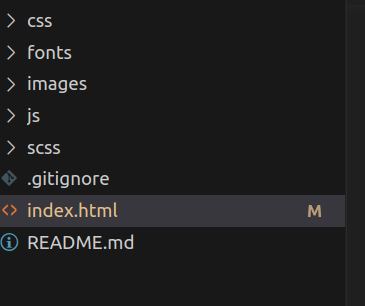 css
fonts
images
js
scss
.gitignore
index.html M
README.md